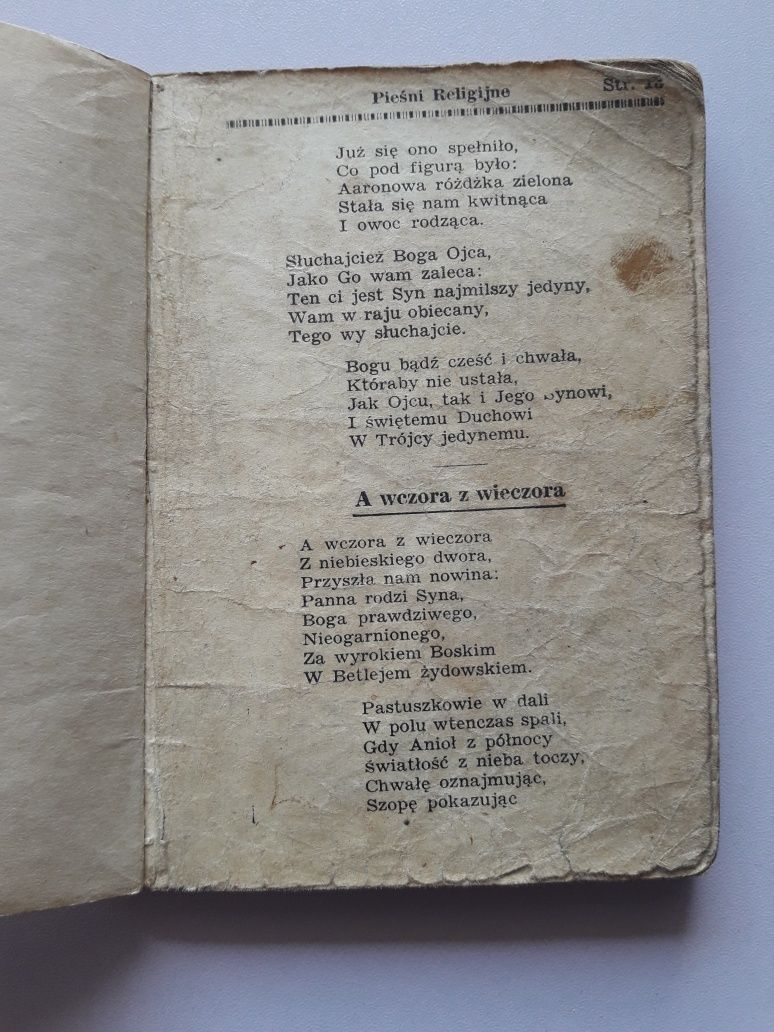 Pieśni Religijne Str. 13
Już się ono spełniło,
Co pod figurą było:
Aaronowa różdżka zielona
Stała się nam kwitnąca
I owoc rodząca.
Słuchajcież Boga Ojca,
Jako Go wam zaleca:
Ten ci jest Syn najmilszy jedyny,
Wam w raju obiecany,
Tego wy słuchajcie.
Bogu bądź cześć i chwała,
Któraby nie ustała,
Jak Ojcu, tak i Jego Synowi,
I świętemu Duchowi
W Trójcy jedynemu.
A wczora z wieczora
A wczora z wieczora
Z niebieskiego dwora,
Przyszła nam nowina:
Panna rodzi Syna,
Boga prawdziwego,
Nieogarnionego,
Za wyrokiem Boskim
W Betlejem żydowskiem.
Pastuszkowie w dali
W polu wtenczas spali,
Gdy Anioł z północy
światłość z nieba toczy,
Chwałę oznajmując,
Szopę pokazując